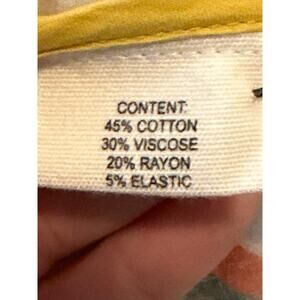 CONTENT:
45% COTTON
30% VISCOSE
20% RAYON
5% ELASTIC